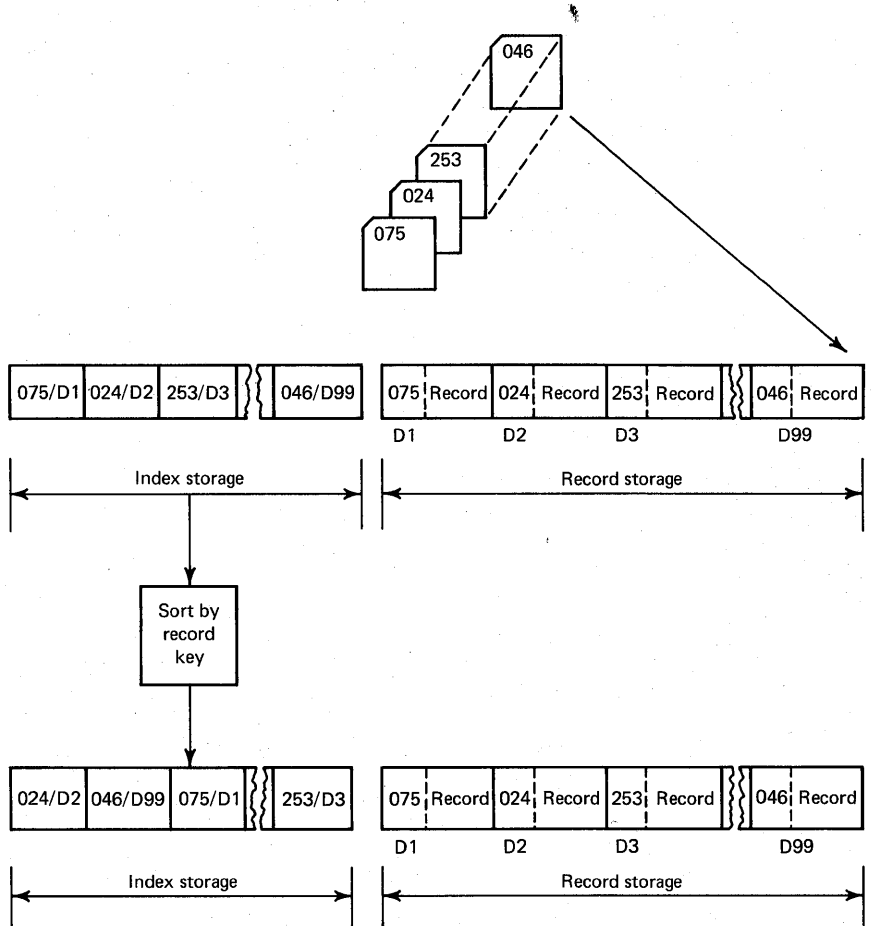 046
253
024
075
075/D1 024/D2 253/D3 046/D99 075 Record 024 Record 253 Record 046 Record
D1 D2 D3 D99
Index storage Record storage
Sort by
record
key
024/D2 046/D99 075/D1 253/D3 075 Record 024 Record 253 Record 046 Record
D1 D2 D3 D99
Index storage Record storage